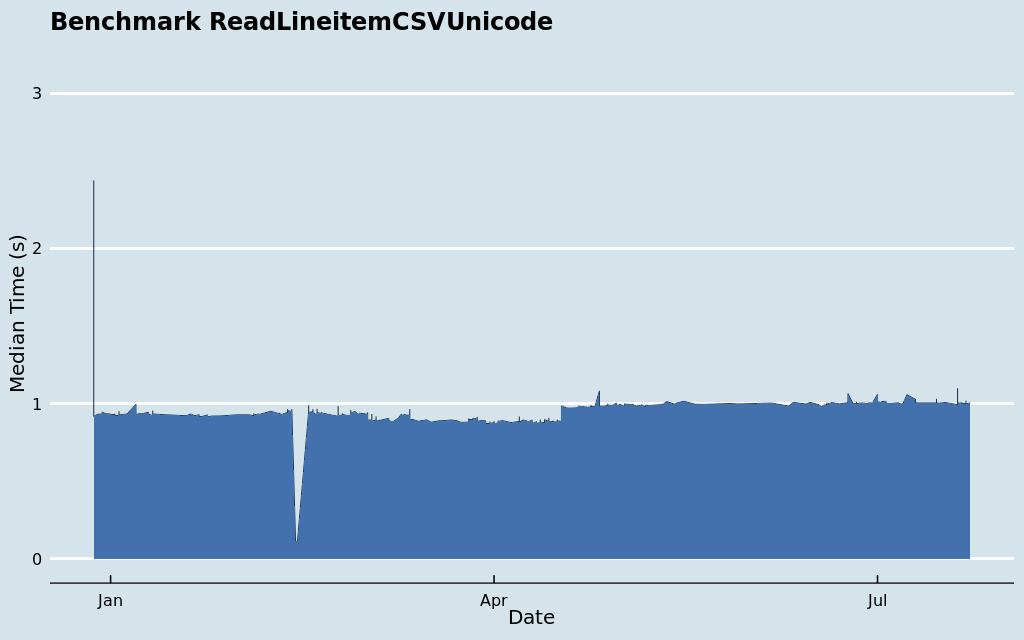 Benchmark ReadLineitemCSVUnicode
3
2
1
0
Median Time (s)
Jan
Apr
Jul
Date